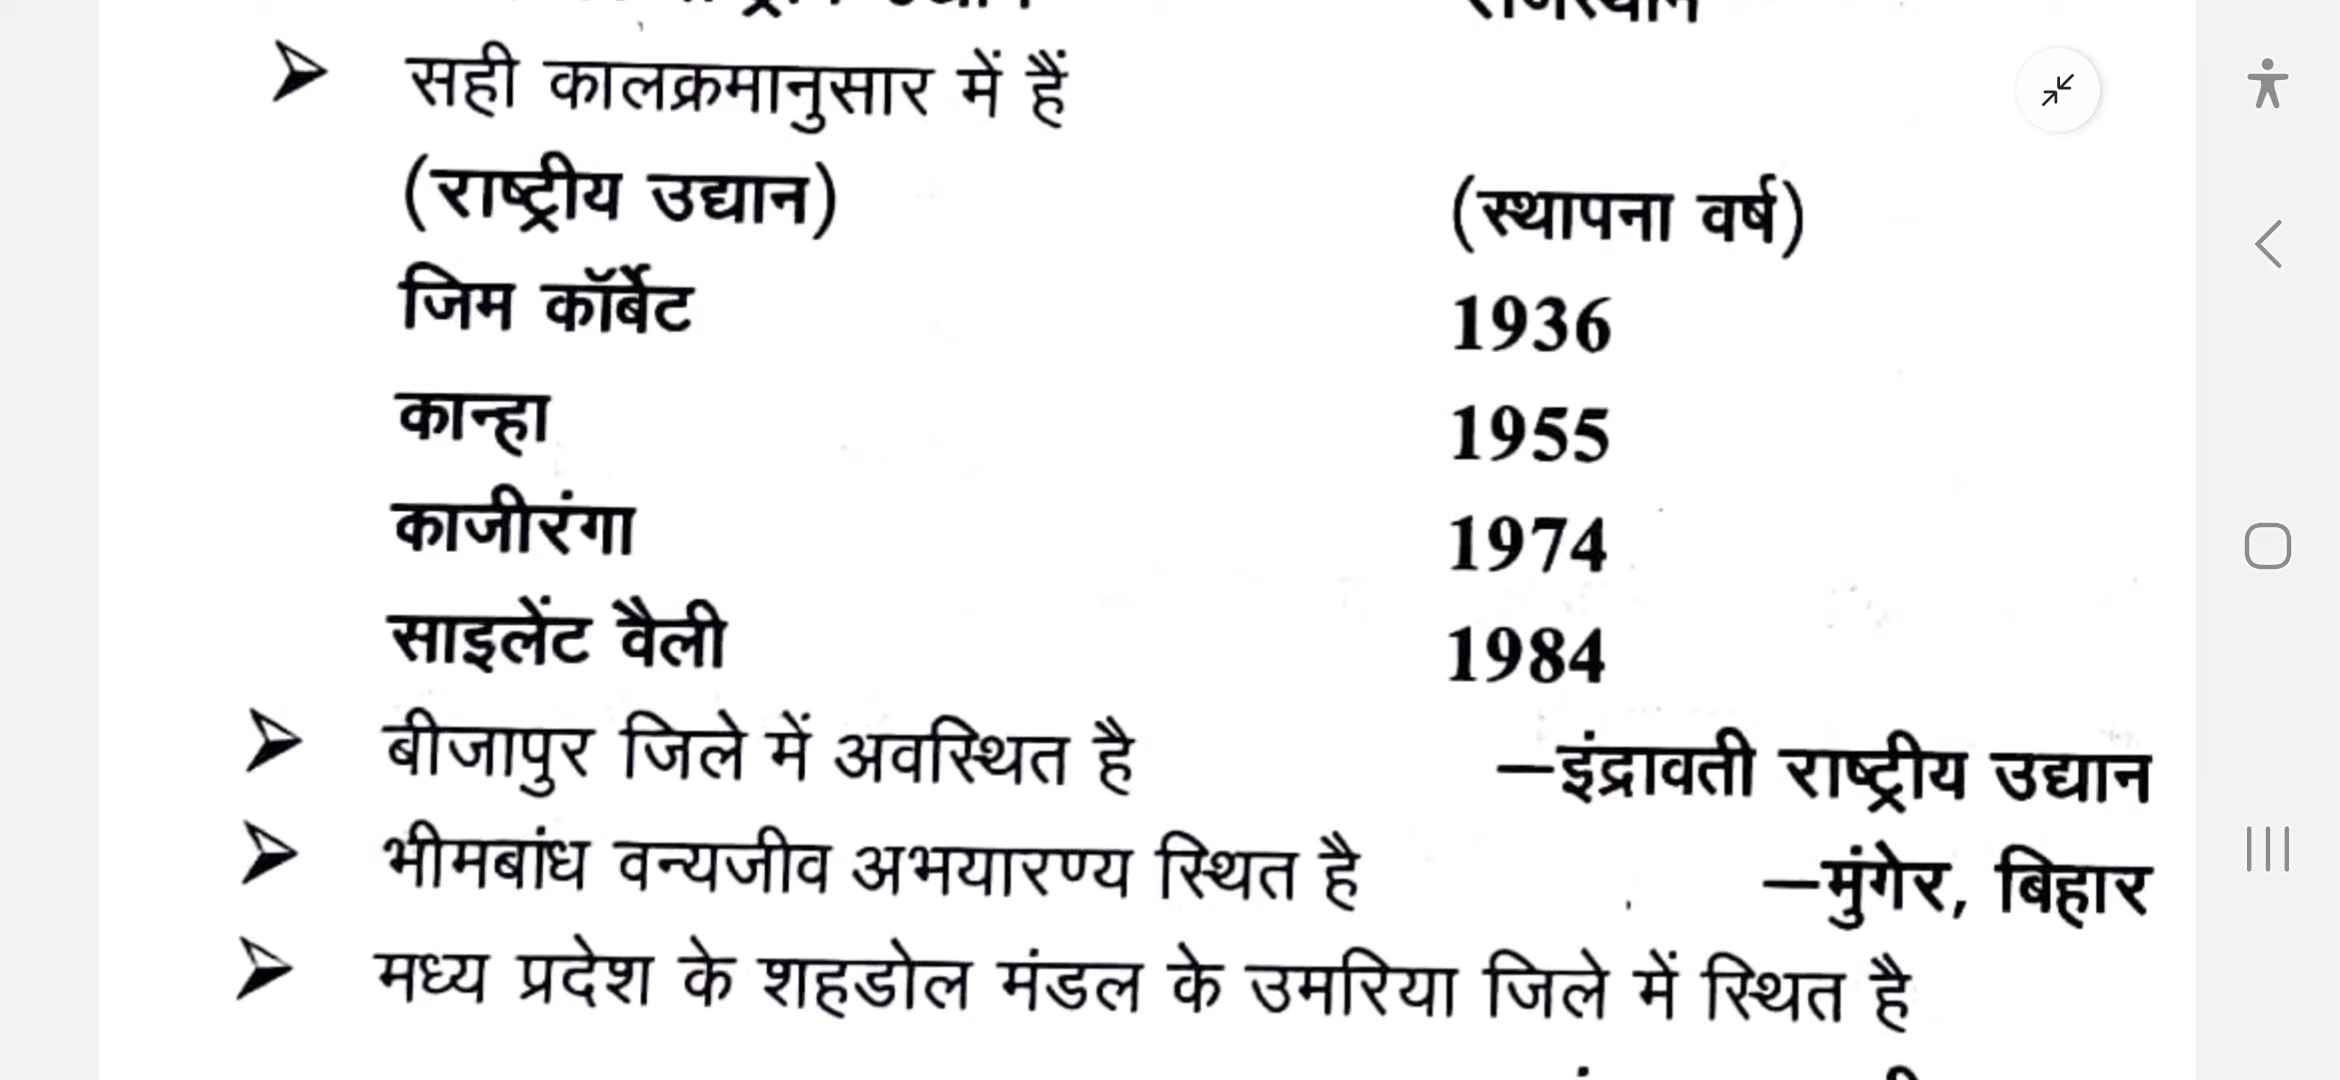 ➢ सही कालक्रमानुसार में हैं
(राष्ट्रीय उद्यान) (स्थापना वर्ष)
जिम कॉर्बेट 1936
कान्हा 1955
काजीरंगा 1974
साइलेंट वैली 1984
➢ बीजापुर जिले में अवस्थित है —इंद्रावती राष्ट्रीय उद्यान
➢ भीमबांध वन्यजीव अभयारण्य स्थित है —मुंगेर, बिहार
➢ मध्य प्रदेश के शहडोल मंडल के उमरिया जिले में स्थित है